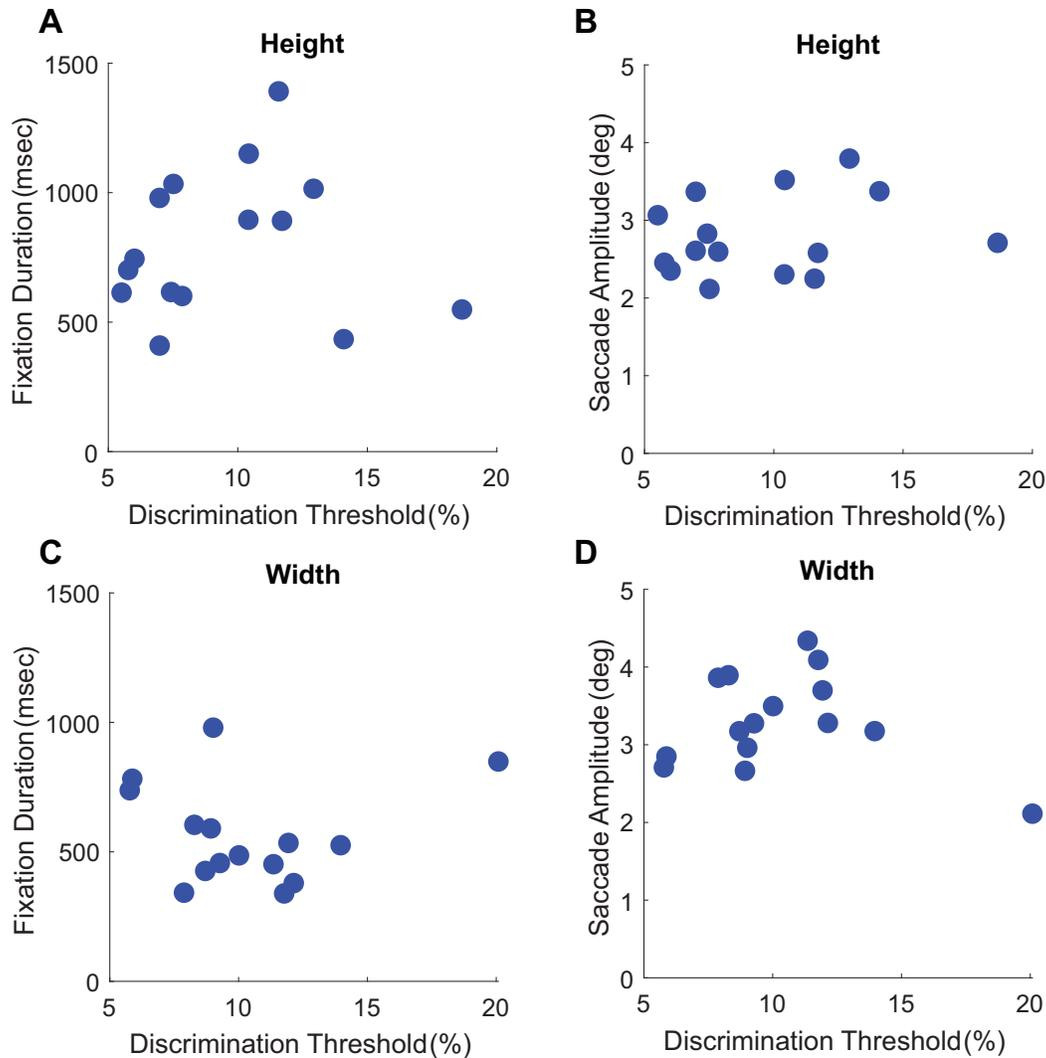 A
Height
1500
1000
500
0
Fixation Duration (msec)
5 10 15 20
Discrimination Threshold (%)
B
Height
5
4
3
2
1
0
Saccade Amplitude (deg)
5 10 15 20
Discrimination Threshold (%)
C
Width
1500
1000
500
0
Fixation Duration (msec)
5 10 15 20
Discrimination Threshold (%)
D
Width
5
4
3
2
1
0
Saccade Amplitude (deg)
5 10 15 20
Discrimination Threshold (%)